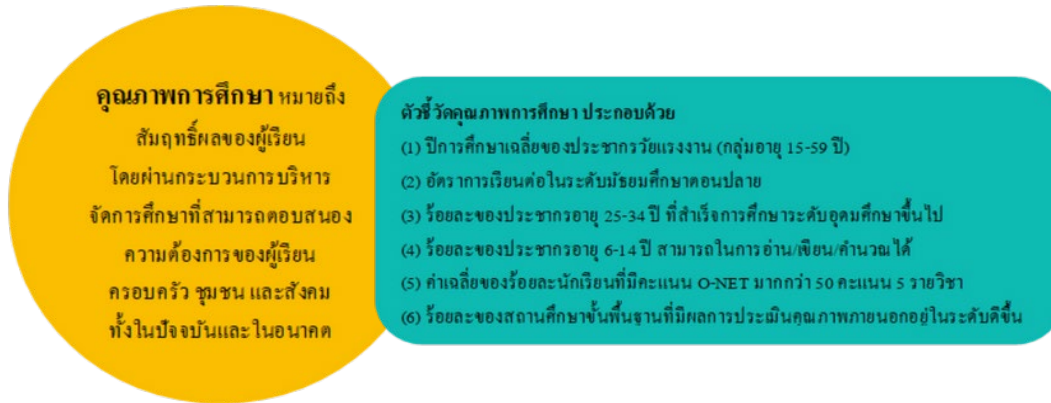 คุณภาพการศึกษา หมายถึง
สัมฤทธิ์ผลของผู้เรียน
โดยผ่านกระบวนการบริหาร
จัดการศึกษาที่สามารถตอบสนอง
ความต้องการของผู้เรียน
ครอบครัว ชุมชน และสังคม
ทั้งในปัจจุบันและในอนาคต
ตัวชี้วัดคุณภาพการศึกษา ประกอบด้วย
(1) ปีการศึกษาเฉลี่ยของประชากรวัยแรงงาน (กลุ่มอายุ 15-59 ปี)
(2) อัตราการเรียนต่อในระดับมัธยมศึกษาตอนปลาย
(3) ร้อยละของประชากรอายุ 25-34 ปี ที่สำเร็จการศึกษาระดับอุดมศึกษาขึ้นไป
(4) ร้อยละของประชากรอายุ 6-14 ปี สามารถในการอ่าน/เขียน/คำนวณได้
(5) ค่าเฉลี่ยของร้อยละนักเรียนที่มีคะแนน O-NET มากกว่า 50 คะแนน 5 รายวิชา
(6) ร้อยละของสถานศึกษาขั้นพื้นฐานที่มีผลการประเมินคุณภาพภายนอกอยู่ในระดับดีขึ้น